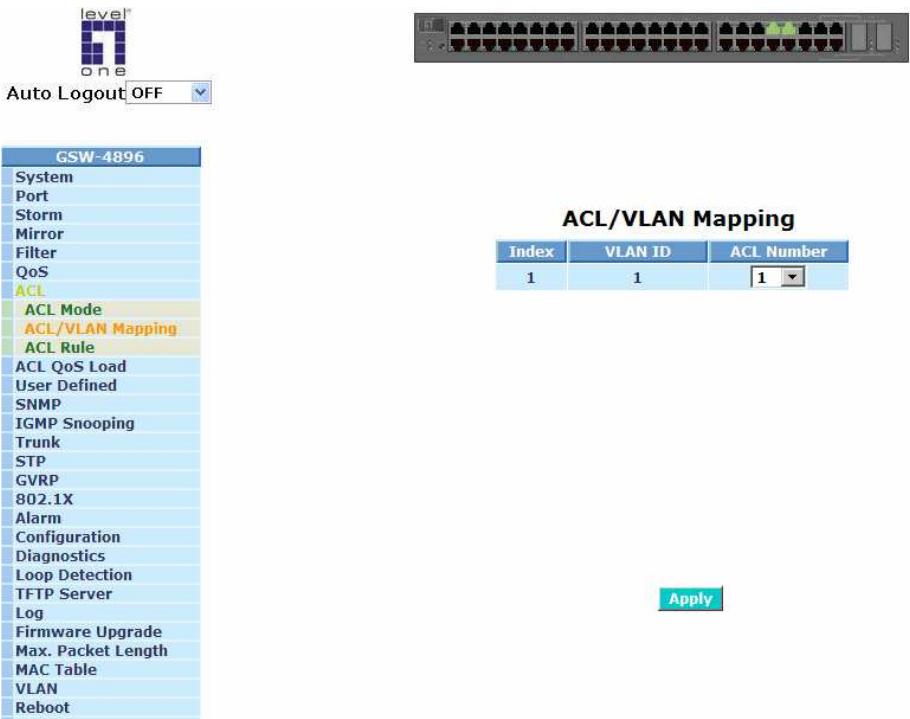 level
one
Auto Logout OFF
GSW-4896
System
Port
Storm
Mirror
Filter
QoS
ACL
ACL Mode
ACL/VLAN Mapping
ACL Rule
ACL QoS Load
User Defined
SNMP
IGMP Snooping
Trunk
STP
GVRP
802.1X
Alarm
Configuration
Diagnostics
Loop Detection
TFTP Server
Log
Firmware Upgrade
Max. Packet Length
MAC Table
VLAN
Reboot
ACL/VLAN Mapping
Index VLAN ID ACL Number
1 1 1
Apply